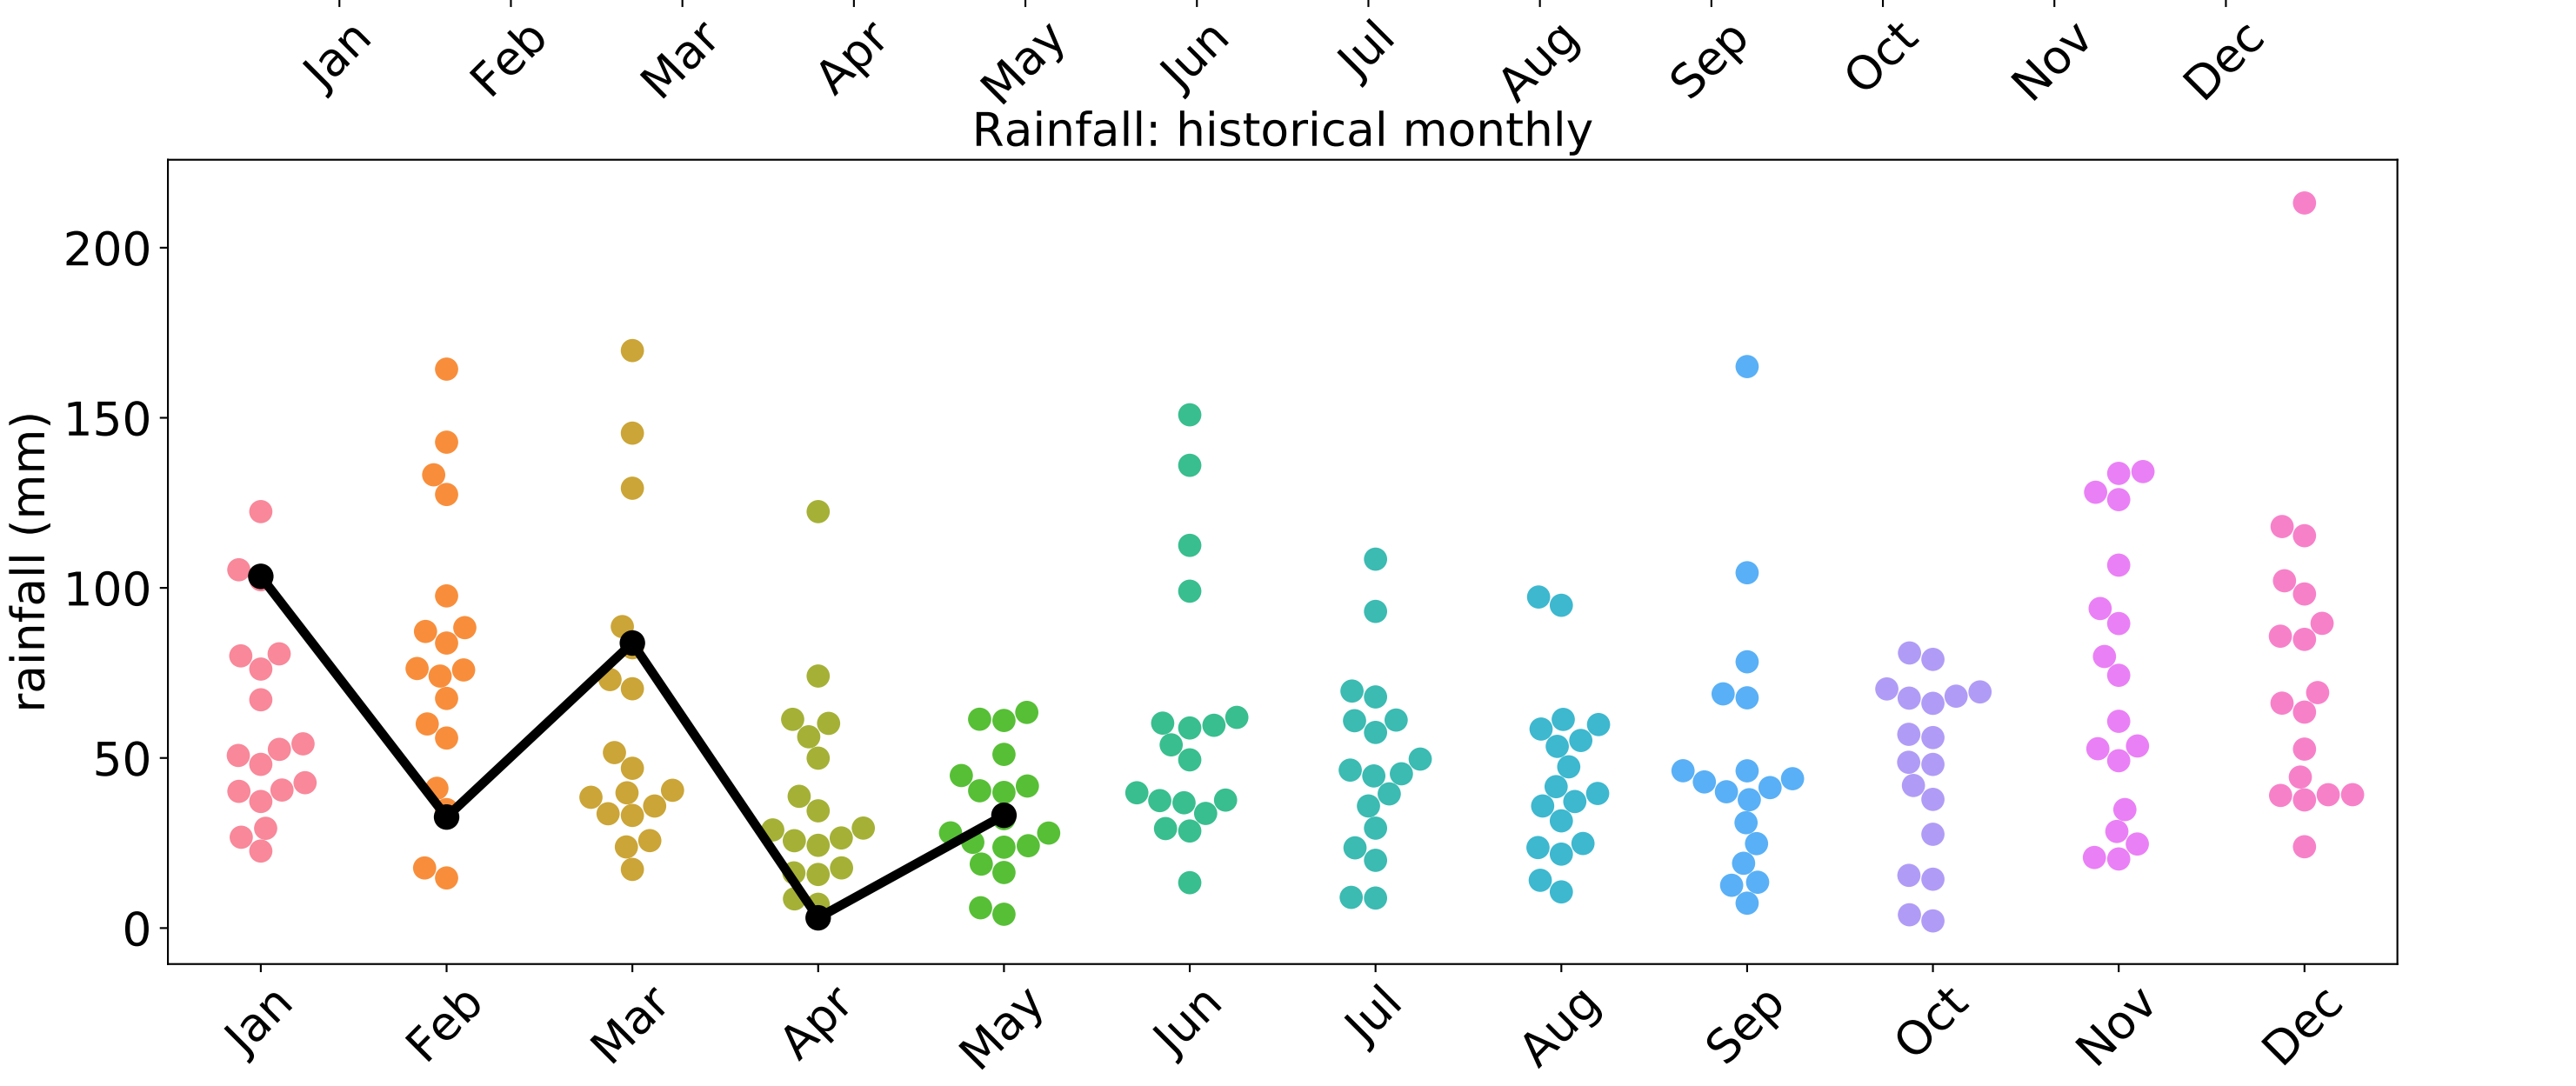 Jan Feb Mar Apr May Jun Jul Aug Sep Oct Nov Dec
Rainfall: historical monthly
rainfall (mm)
200
150
100
50
0
Jan Feb Mar Apr May Jun Jul Aug Sep Oct Nov Dec